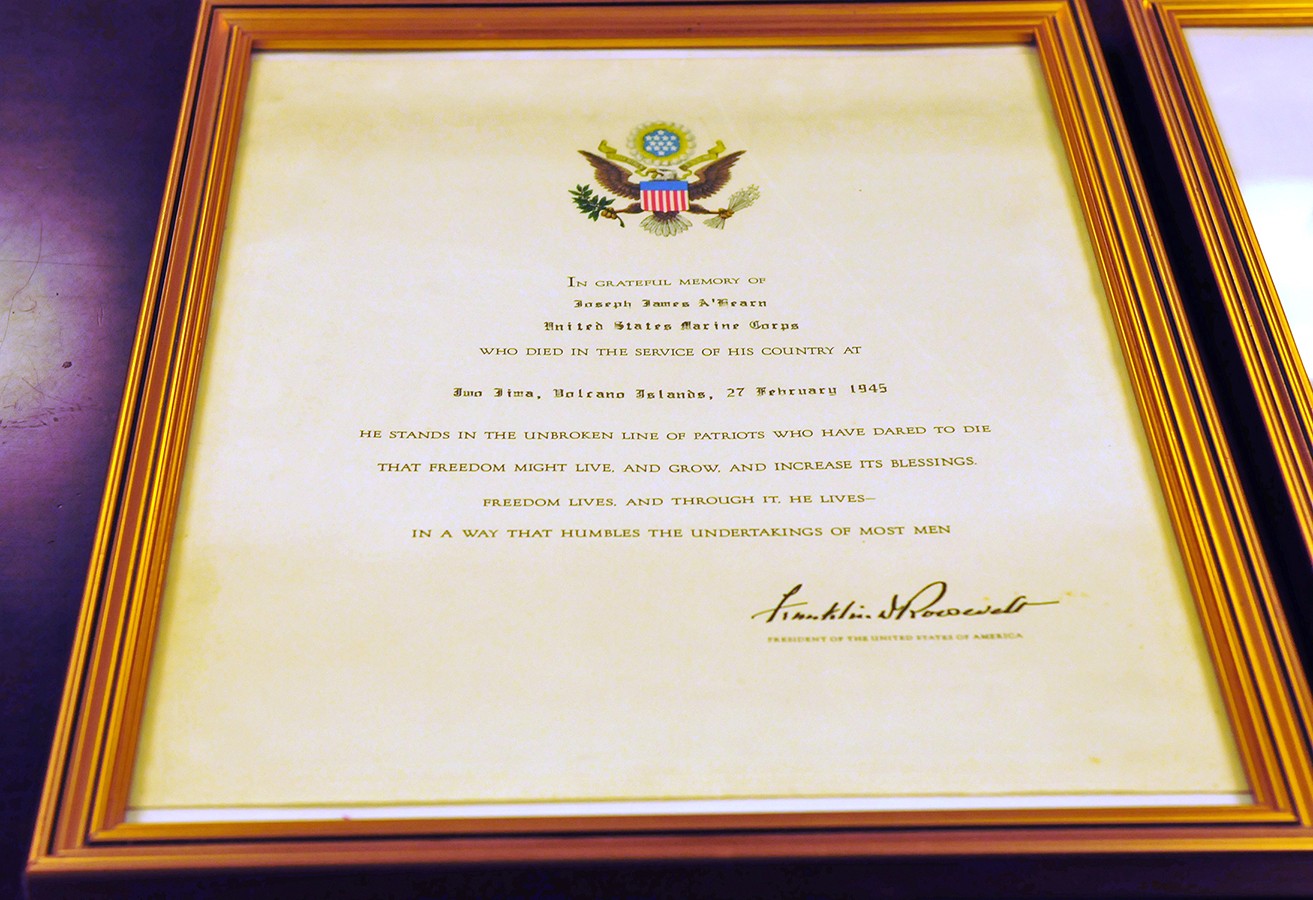 IN GRATEFUL MEMORY OF
Joseph James A'Hearn
United States Marine Corps
WHO DIED IN THE SERVICE OF HIS COUNTRY AT
Iwo Jima, Volcano Islands, 27 February 1945
HE STANDS IN THE UNBROKEN LINE OF PATRIOTS WHO HAVE DARED TO DIE
THAT FREEDOM MIGHT LIVE, AND GROW, AND INCREASE ITS BLESSINGS.
FREEDOM LIVES, AND THROUGH IT, HE LIVES—
IN A WAY THAT HUMBLES THE UNDERTAKINGS OF MOST MEN
Franklin D Roosevelt
PRESIDENT OF THE UNITED STATES OF AMERICA